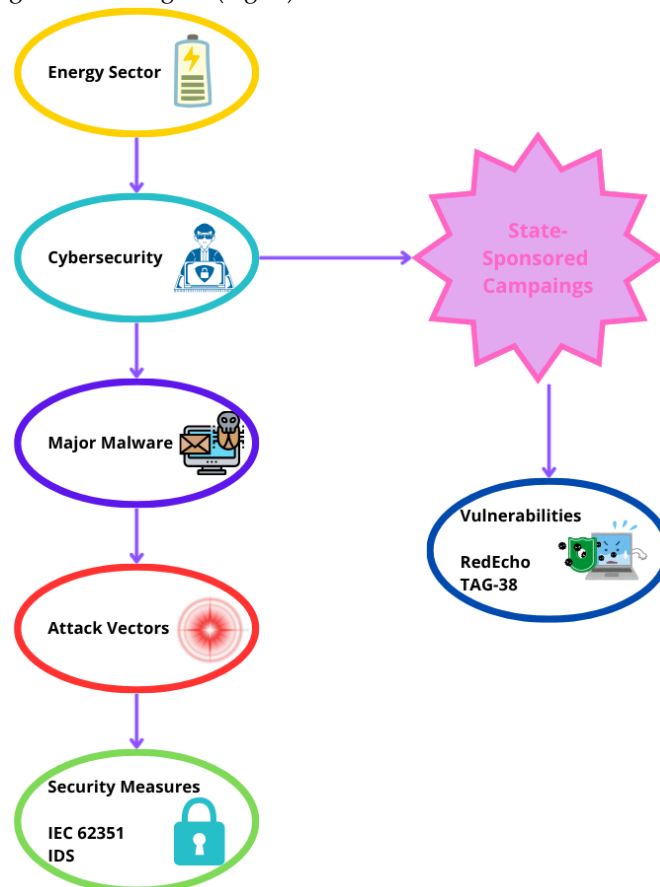 Energy Sector
Cybersecurity
State-
Sponsored
Campaings
Major Malware
Vulnerabilities
RedEcho
TAG-38
Attack Vectors
Security Measures
IEC 62351
IDS